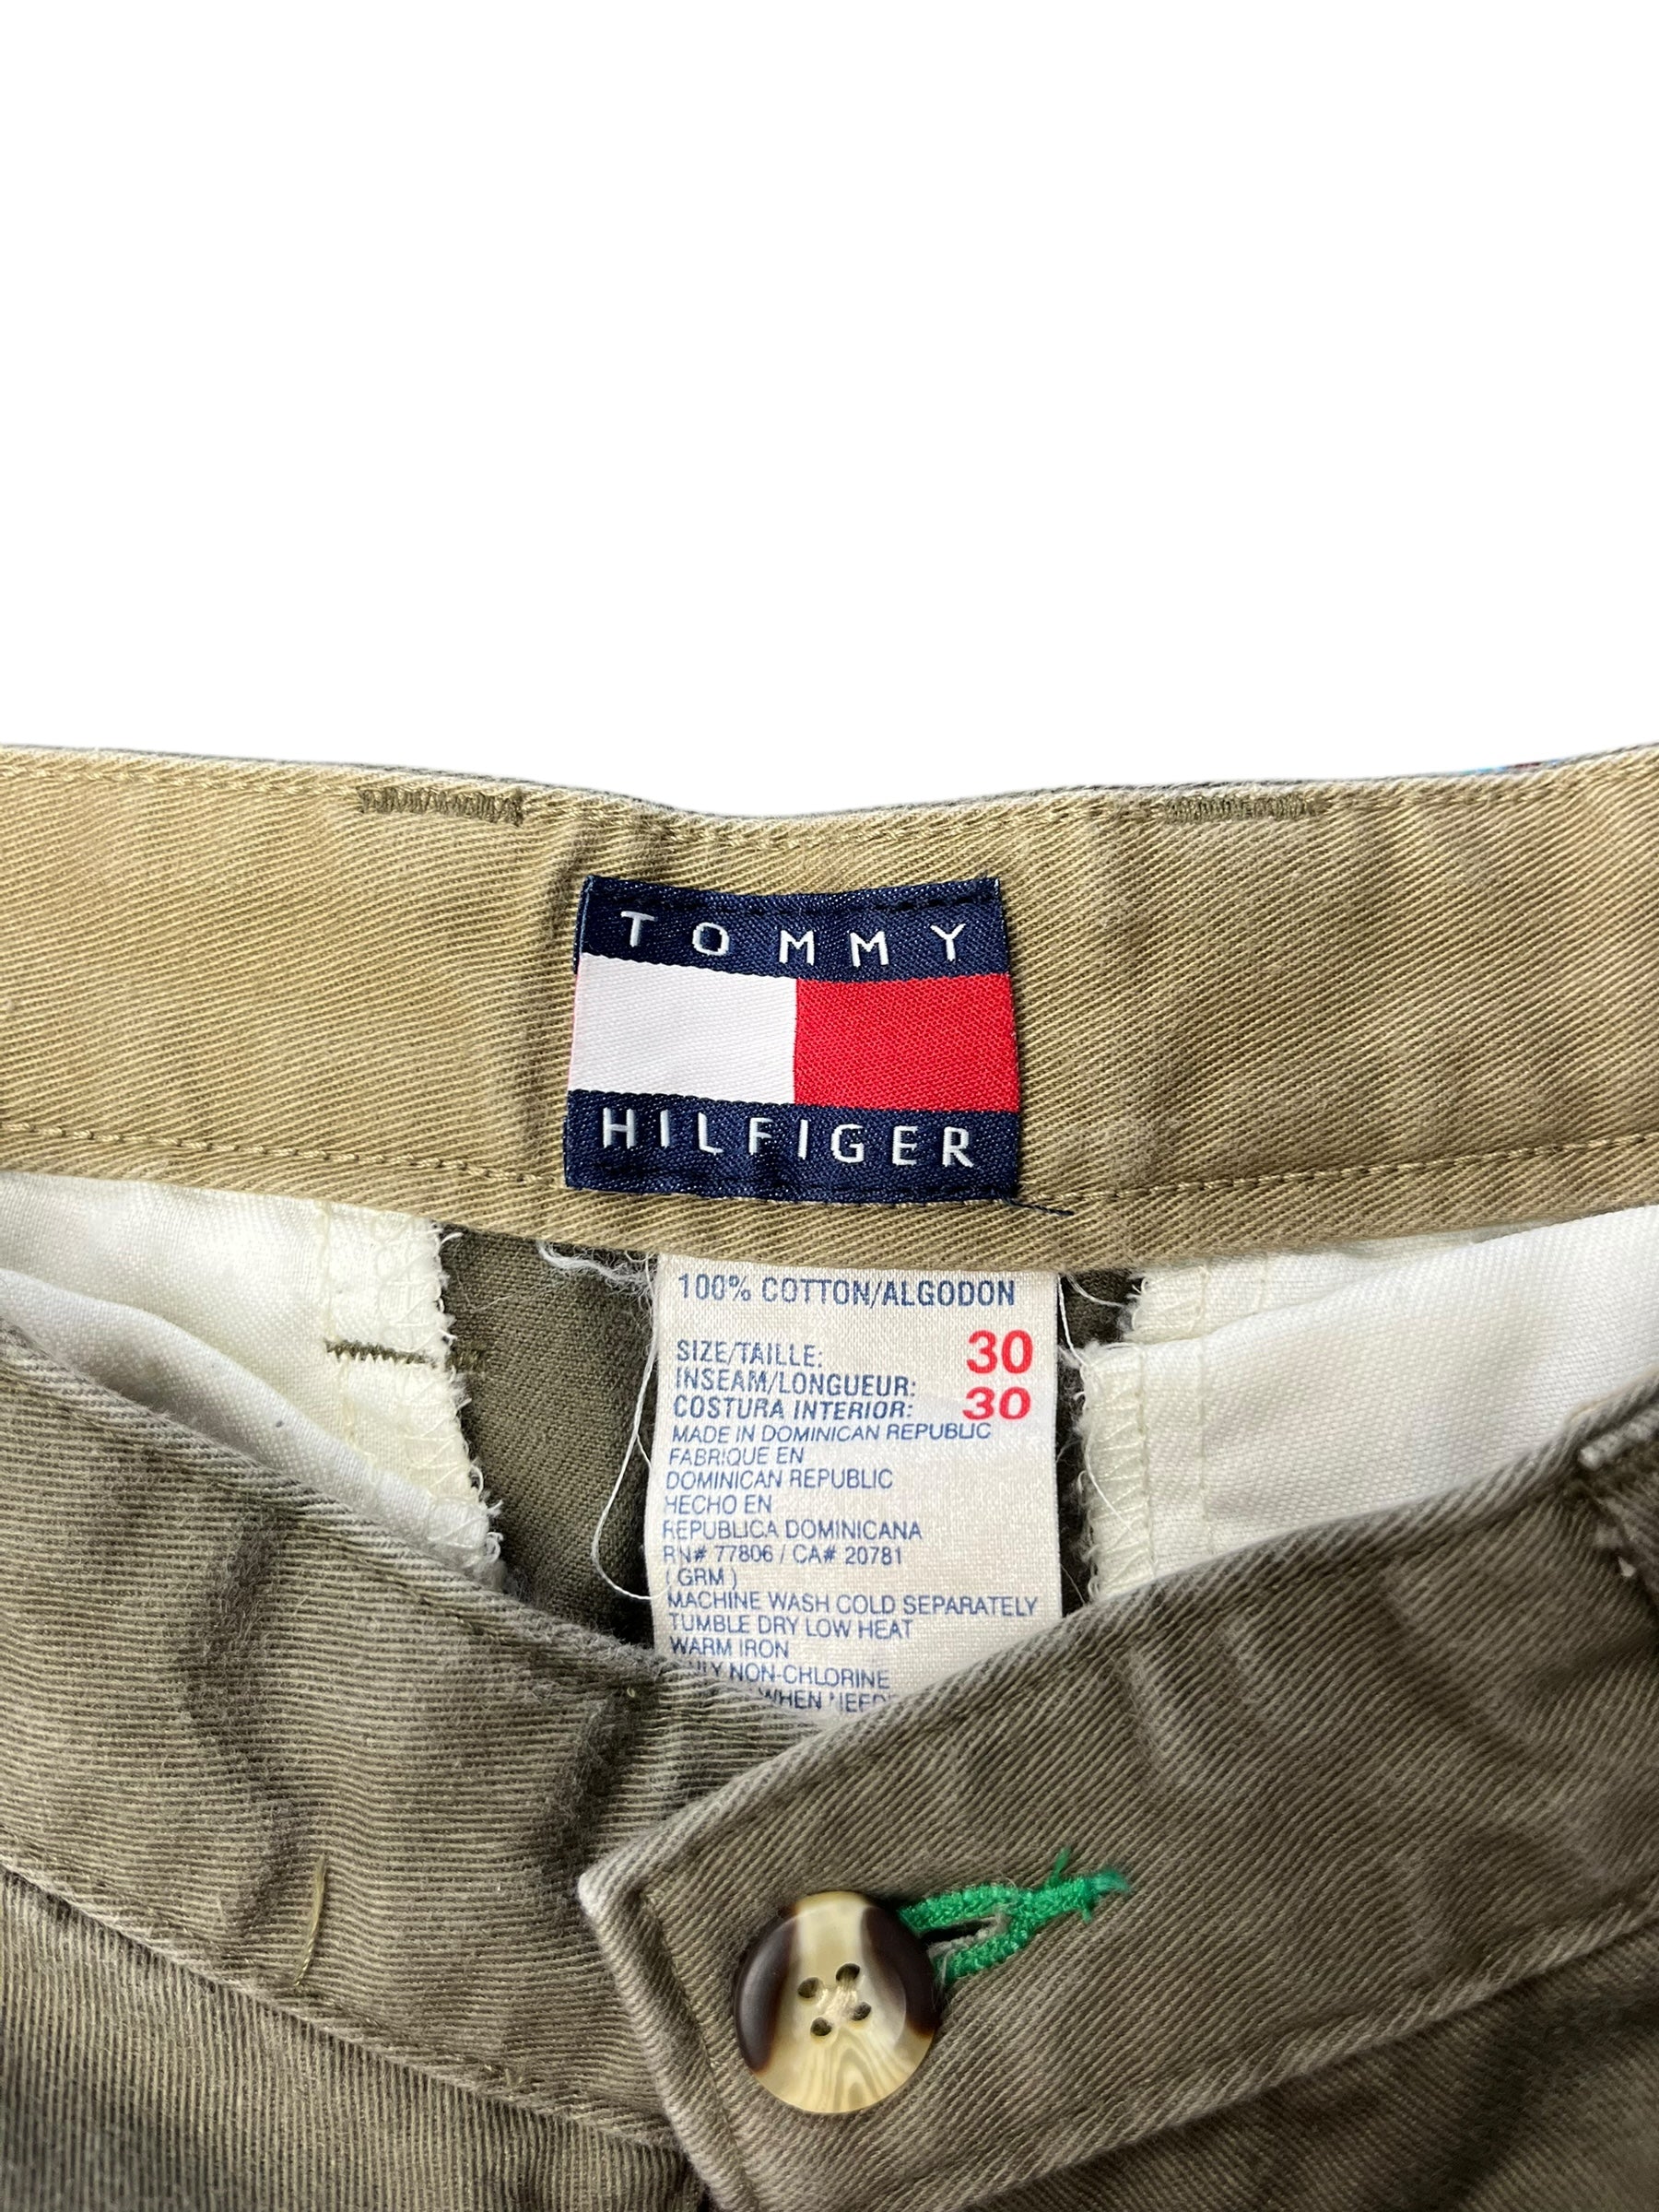 TOMMY
HILFIGER
100% COTTON/ALGODON
SIZE/TAILLE: 30
INSEAM/LONGUEUR: 30
COSTURA INTERIOR:
MADE IN DOMINICAN REPUBLIC
FABRIQUE EN
DOMINICAN REPUBLIC
HECHO EN
REPUBLICA DOMINICANA
RN# 77806 / CA# 20781
( GRM )
MACHINE WASH COLD SEPARATELY
TUMBLE DRY LOW HEAT
WARM IRON
NON-CHLORINE
WHEN